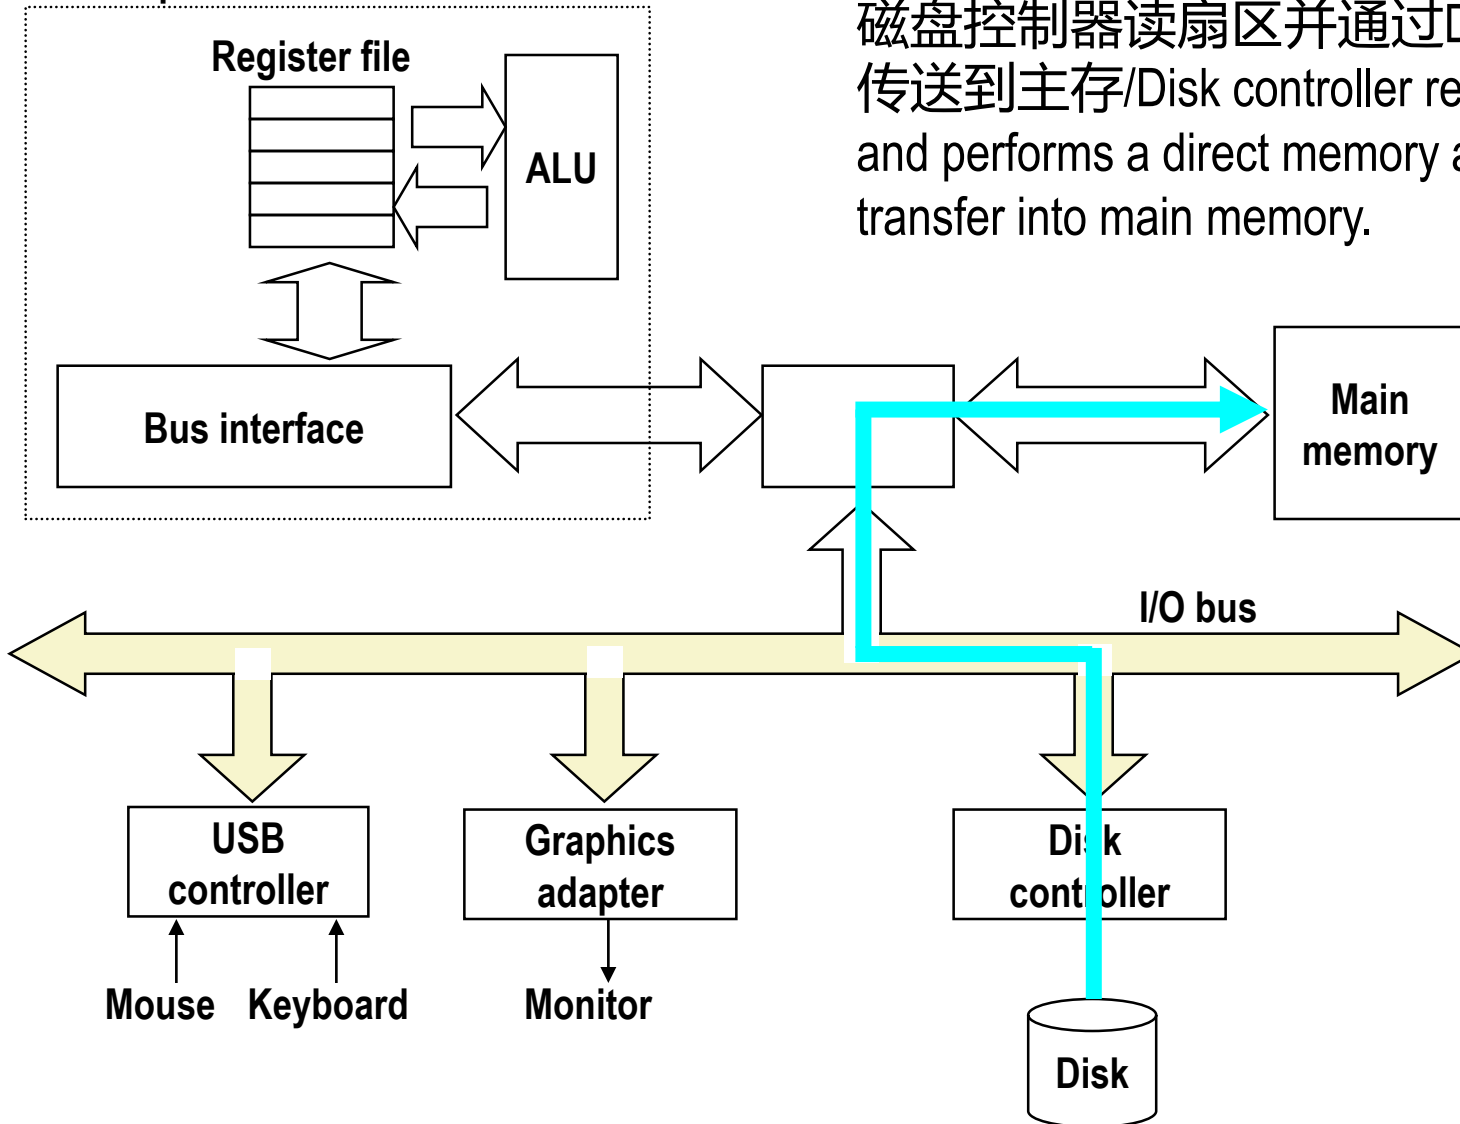 Register file
ALU
磁盘控制器读扇区并通过
传送到主存/Disk controller
and performs a direct memory
transfer into main memory.
Bus interface
Main
memory
I/O bus
USB
controller
Graphics
adapter
Disk
controller
Mouse
Keyboard
Monitor
Disk